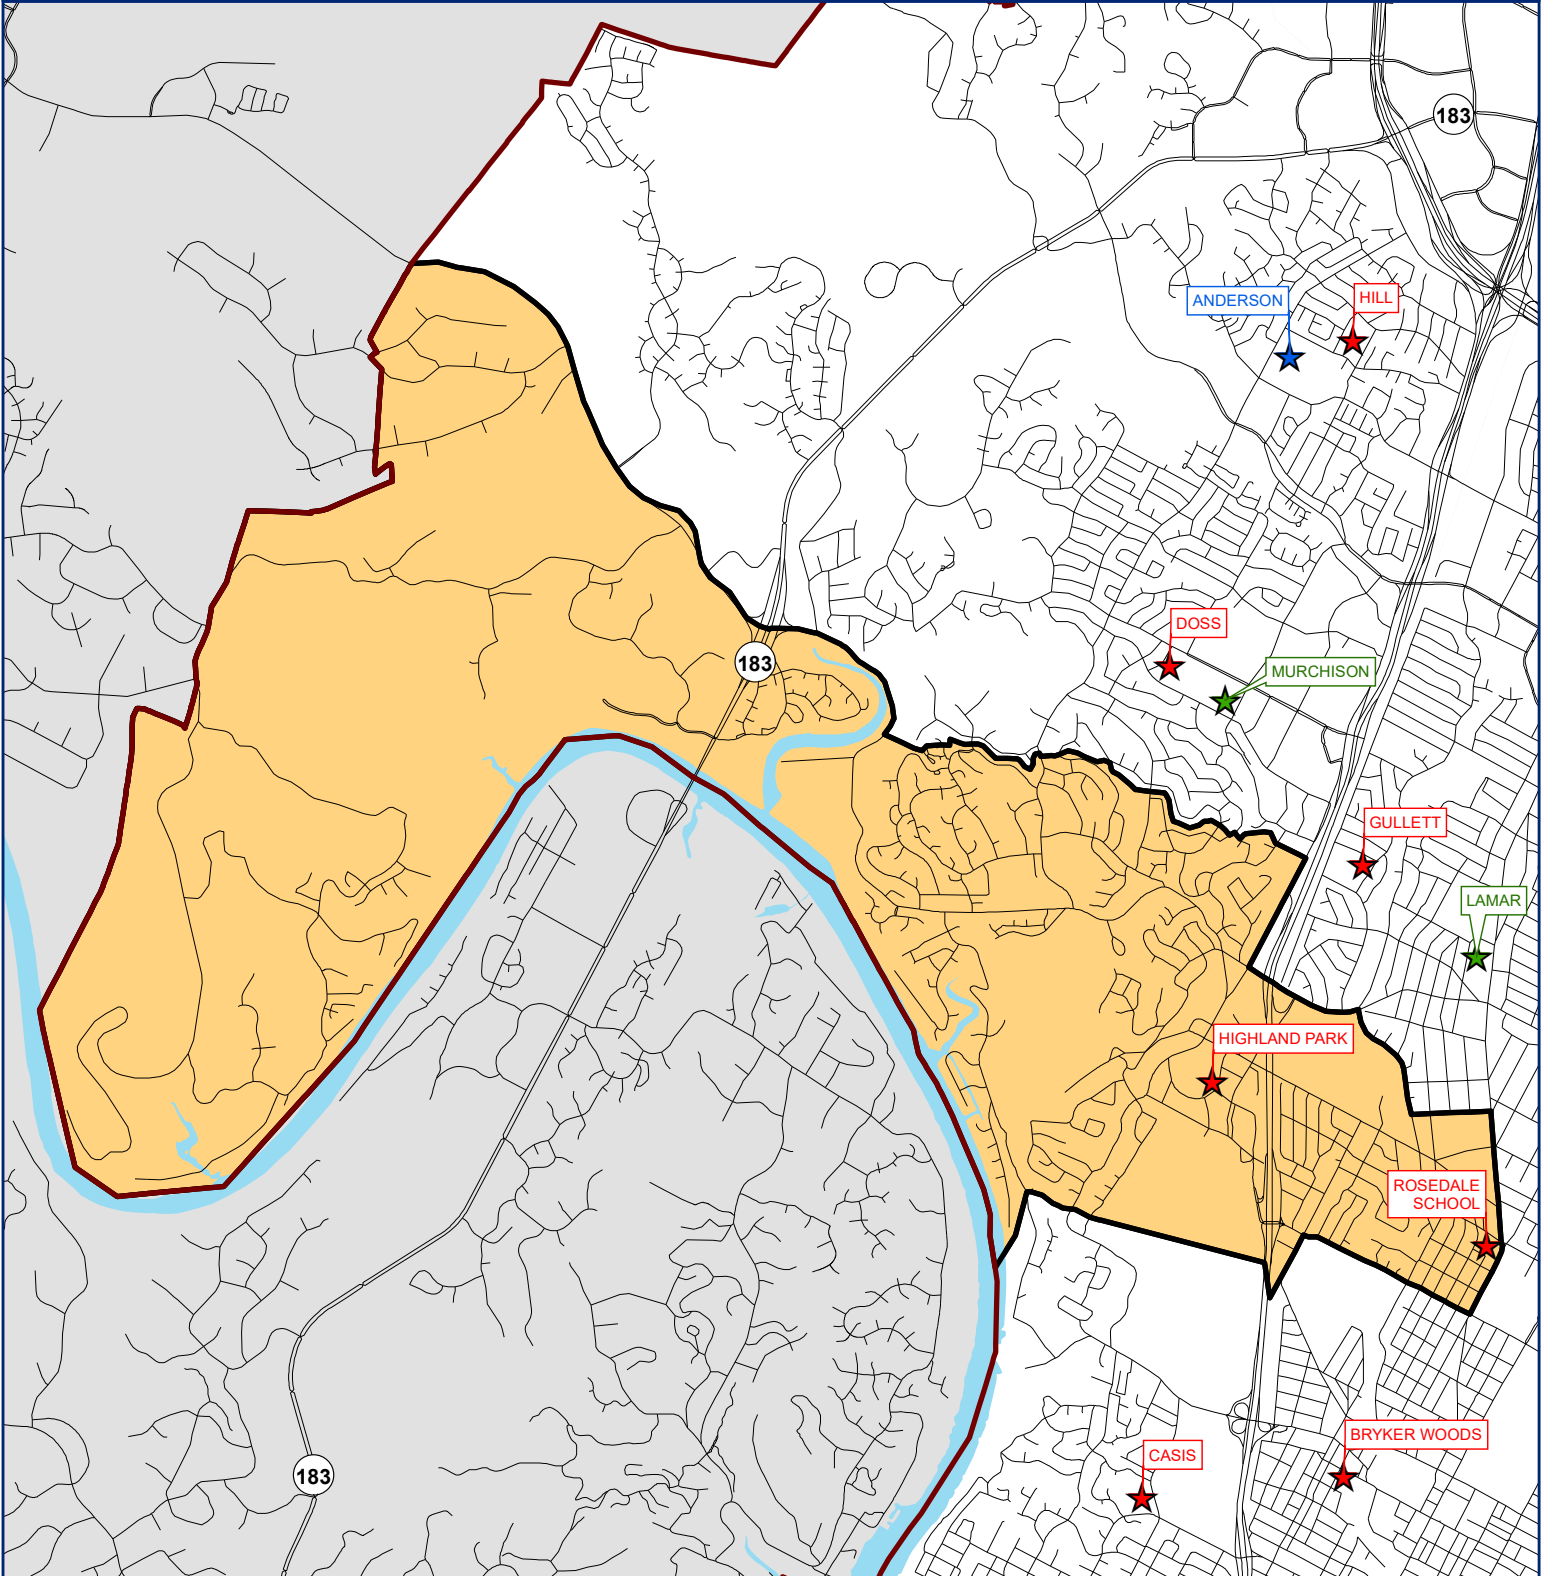 183
ANDERSON
HILL
DOSS
183
MURCHISON
GULLETT
LAMAR
HIGHLAND PARK
ROSEDALE
SCHOOL
BRYKER WOODS
CASIS
183